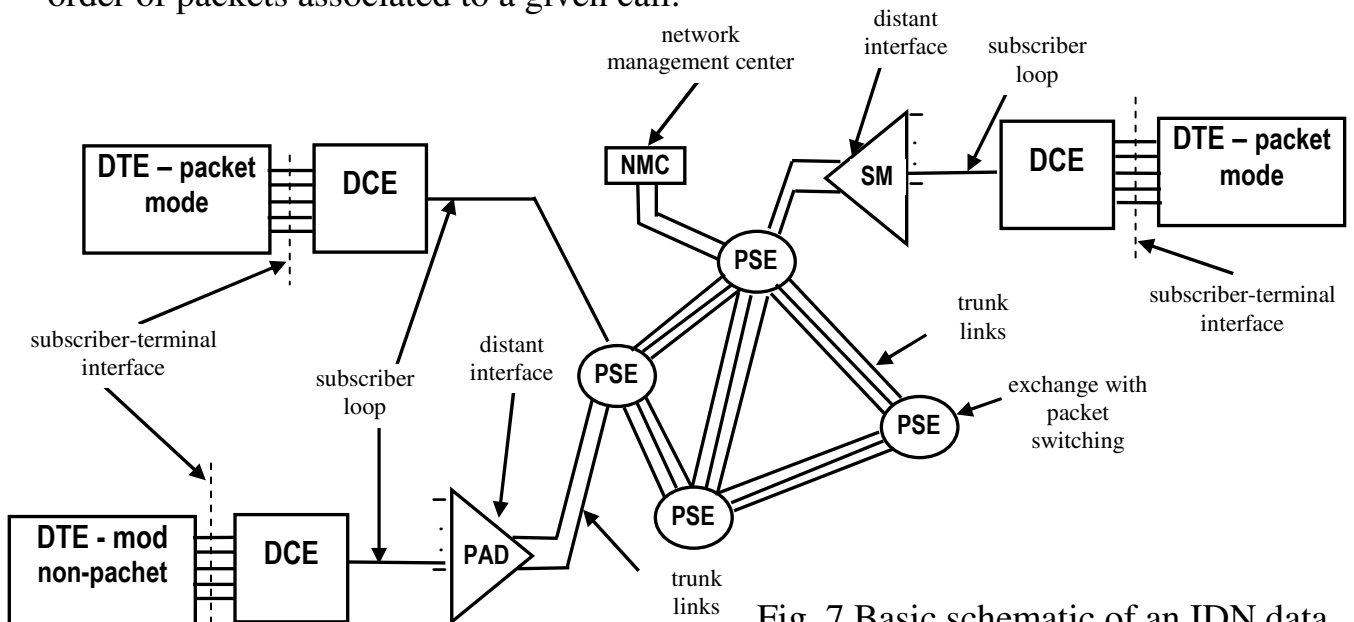 order of packets associated to a given call.
distant
interface
network
management center
subscriber
loop
DTE – packet
mode
DCE
NMC
SM
DCE
DTE – packet
mode
PSE
subscriber-terminal
interface
trunk
links
subscriber-terminal
interface
distant
interface
subscriber
loop
PSE
exchange with
packet
switching
PSE
PSE
DTE - mod
non-pachet
DCE
PAD
trunk
links
Fig. 7 Basic schematic of an IDN data